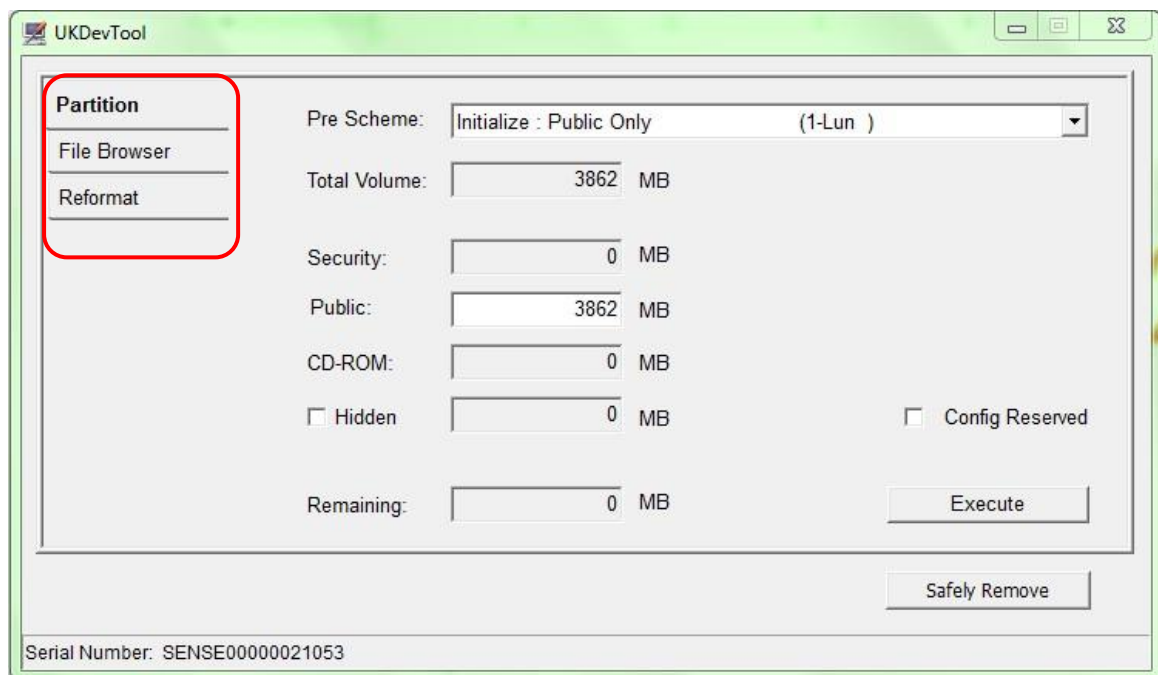 UKDevTool
Partition
File Browser
Reformat
Pre Scheme: Initialize : Public Only (1-Lun )
Total Volume: 3862 MB
Security: 0 MB
Public: 3862 MB
CD-ROM: 0 MB
Hidden 0 MB Config Reserved
Remaining: 0 MB Execute
Safely Remove
Serial Number: SENSE00000021053